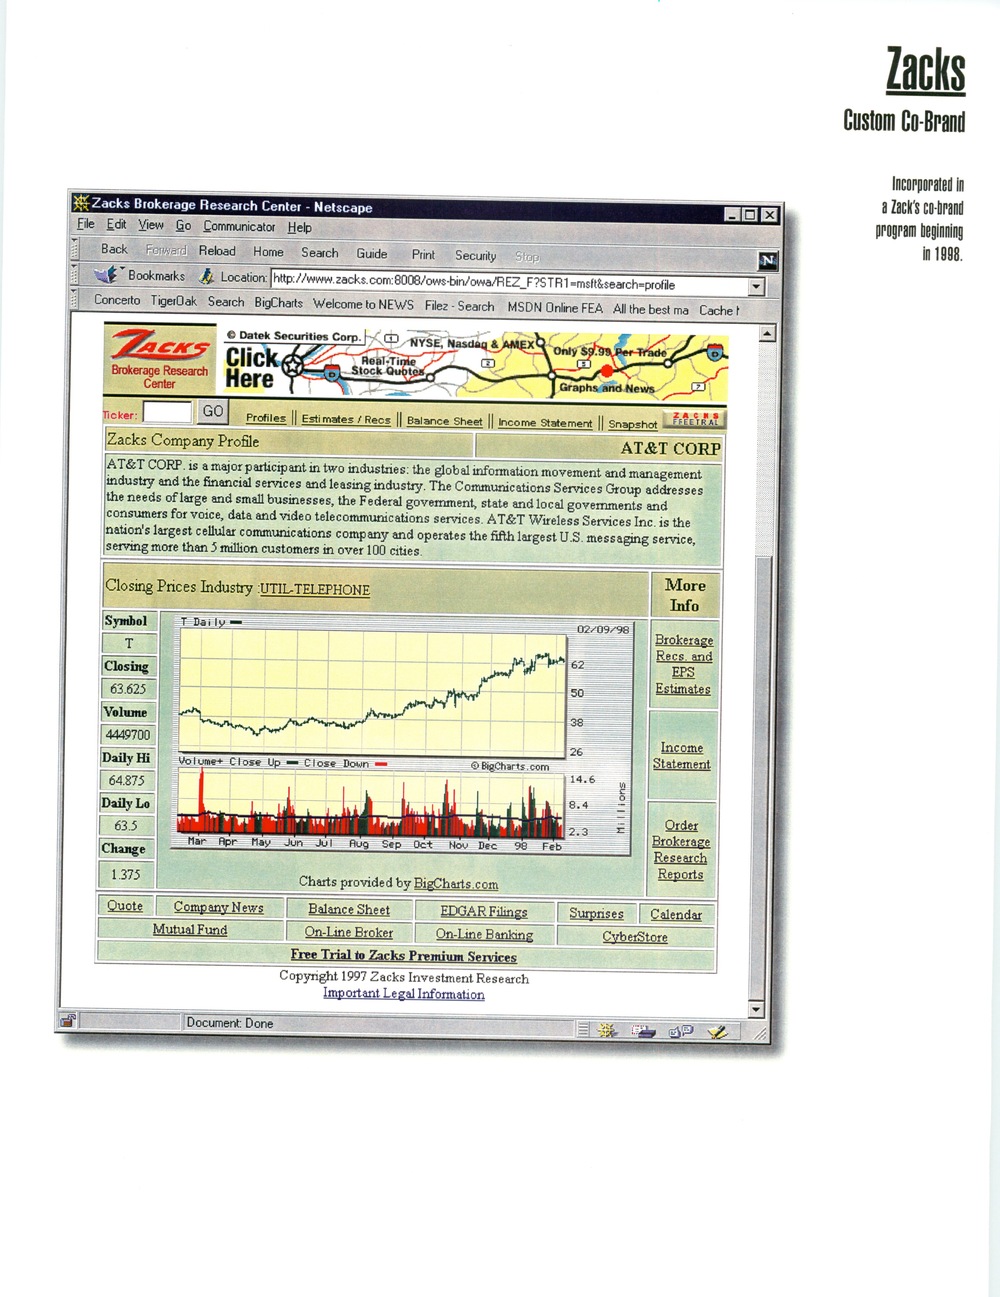 Zacks
Custom Co-Brand
Incorporated in
a Zack's co-brand
program beginning
in 1998.
Zacks Brokerage Research Center - Netscape
File Edit View Go Communicator Help
Back Forward Reload Home Search Guide Print Security Stop
Bookmarks Location: http://www.zacks.com:8008/ows-bin/owa/REZ_F?STR1=msft&search=profile
Concerto TigerOak Search BigCharts Welcome to NEWS Filez - Search MSDN Online FEA All the best ma Cache
N
ZACKS
Brokerage Research
Center
© Datek Securities Corp.
Click
Here
Real-Time
Stock Quotes
NYSE, Nasdaq & AMEX
Only $9.99 Per Trade
Graphs and News
Ticker: GO Profiles || Estimates / Recs || Balance Sheet || Income Statement || Snapshot
ZACKS
Zacks Company Profile
AT&T CORP
AT&T CORP. is a major participant in two industries: the global information movement and management
industry and the financial services and leasing industry. The Communications Services Group addresses
the needs of large and small businesses, the Federal government, state and local governments and
consumers for voice, data and video telecommunications services. AT&T Wireless Services Inc. is the
nation's largest cellular communications company and operates the fifth largest U.S. messaging service,
serving more than 5 million customers in over 100 cities.
Closing Prices Industry :UTIL-TELEPHONE
More
Info
Symbol
T
Closing
63.625
Volume
4449700
Daily Hi
64.875
Daily Lo
63.5
Change
1.375
T Daily
02/09/98
62
50
38
26
Volume+ Close Up Close Down
© BigCharts.com
14.6
8.4
2.3
Millions
Mar Apr May Jun Jul Aug Sep Oct Nov Dec 98 Feb
Charts provided by BigCharts.com
Brokerage
Recs. and
EPS
Estimates
Income
Statement
Order
Brokerage
Research
Reports
Quote Company News Balance Sheet EDGAR Filings Surprises Calendar
Mutual Fund On-Line Broker On-Line Banking CyberStore
Free Trial to Zacks Premium Services
Copyright 1997 Zacks Investment Research
Important Legal Information
Document: Done